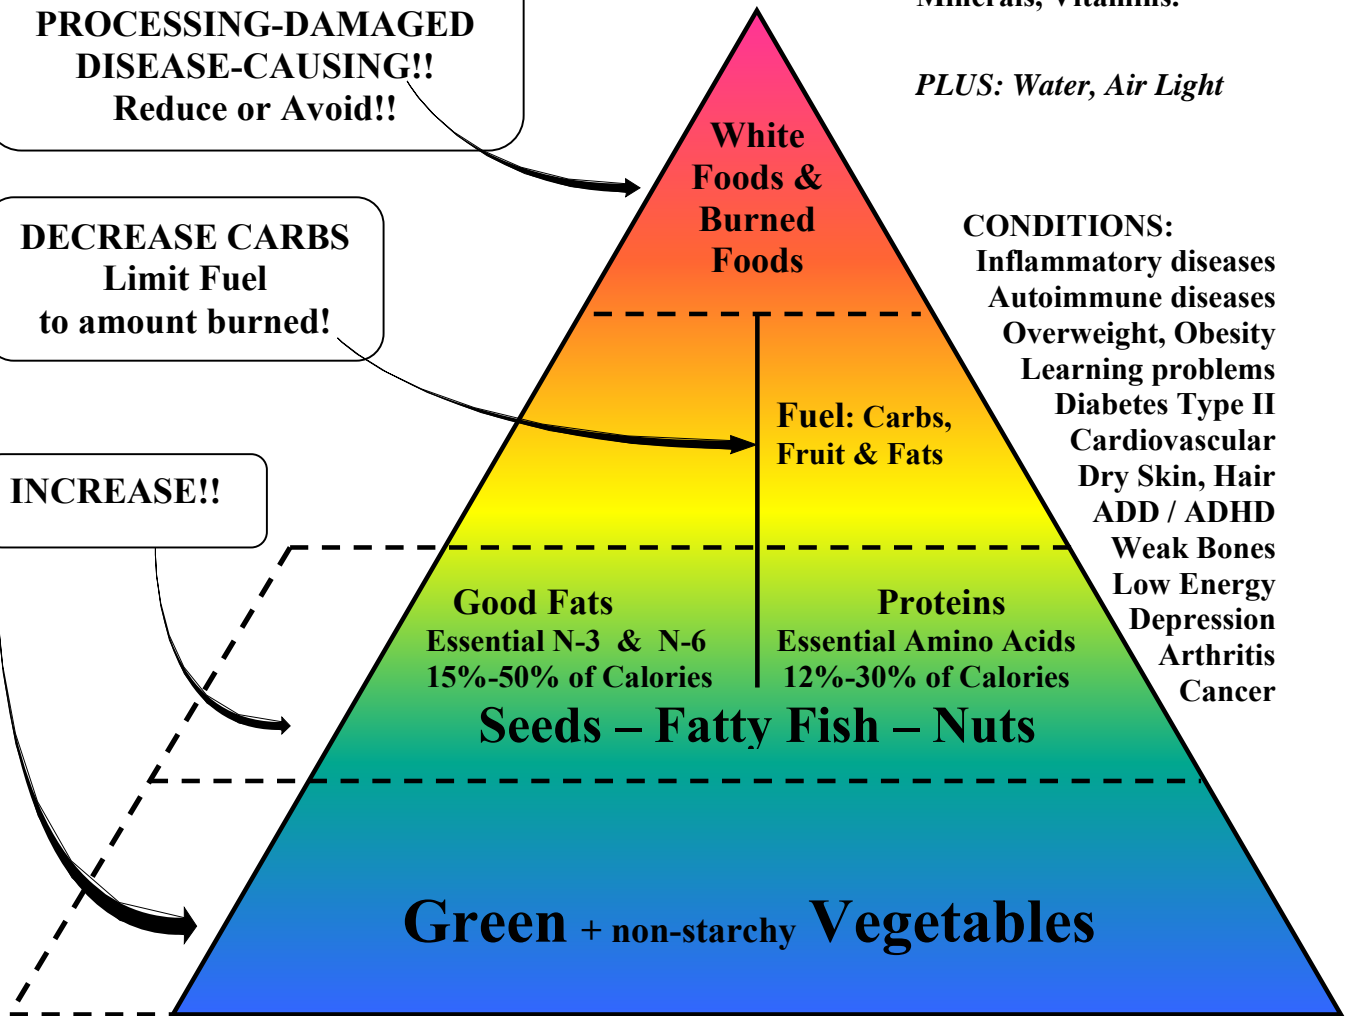 Minerals, Vitamins.
PROCESSING-DAMAGED
DISEASE-CAUSING!!
Reduce or Avoid!!
PLUS: Water, Air Light
White
Foods &
Burned
Foods
DECREASE CARBS
Limit Fuel
to amount burned!
CONDITIONS:
Inflammatory diseases
Autoimmune diseases
Overweight, Obesity
Learning problems
Diabetes Type II
Cardiovascular
Dry Skin, Hair
ADD / ADHD
Weak Bones
Low Energy
Depression
Arthritis
Cancer
Fuel: Carbs,
Fruit & Fats
INCREASE!!
Good Fats
Essential N-3 & N-6
15%-50% of Calories
Proteins
Essential Amino Acids
12%-30% of Calories
Seeds – Fatty Fish – Nuts
Green + non-starchy Vegetables